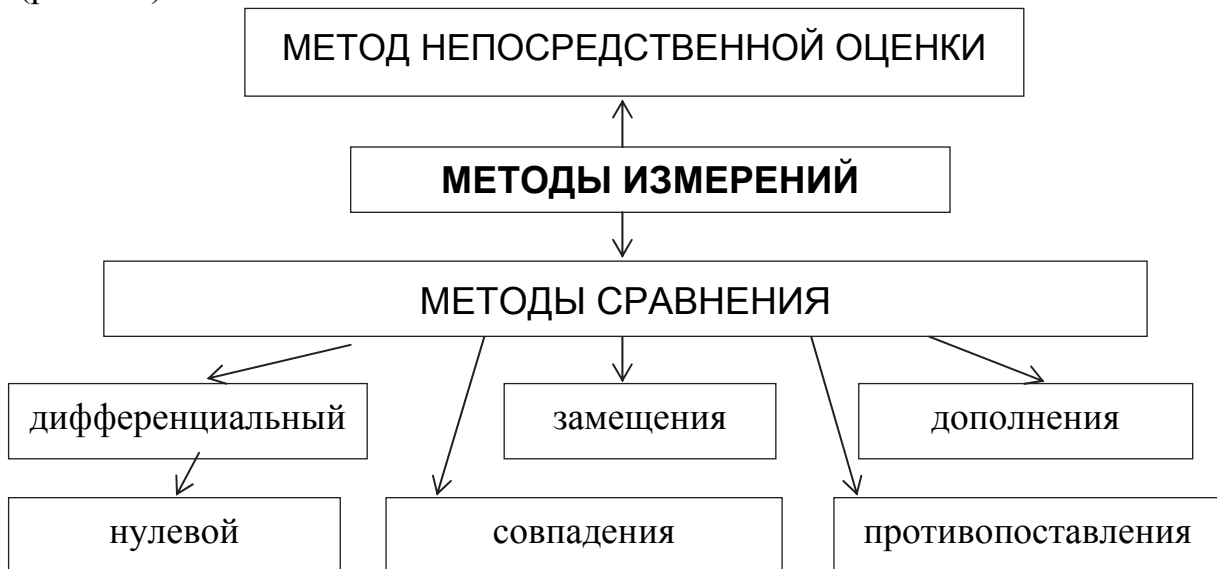 МЕТОД НЕПОСРЕДСТВЕННОЙ ОЦЕНКИ
МЕТОДЫ ИЗМЕРЕНИЙ
МЕТОДЫ СРАВНЕНИЯ
дифференциальный
замещения
дополнения
нулевой
совпадения
противопоставления